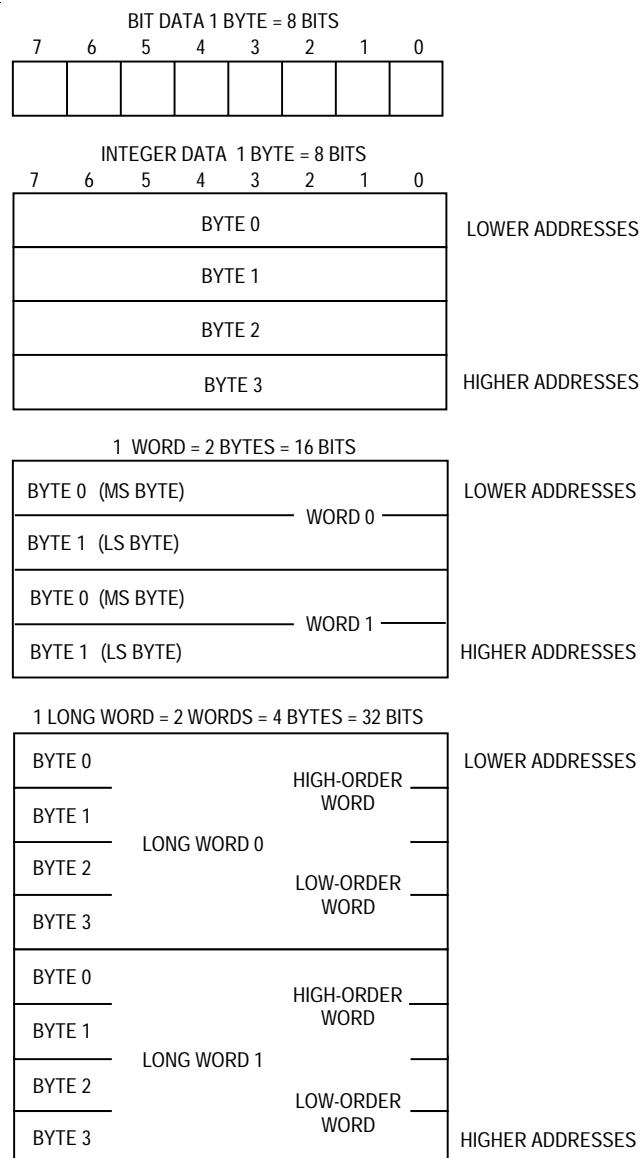 BIT DATA 1 BYTE = 8 BITS
7 6 5 4 3 2 1 0
INTEGER DATA 1 BYTE = 8 BITS
7 6 5 4 3 2 1 0
BYTE 0 LOWER ADDRESSES
BYTE 1
BYTE 2
BYTE 3 HIGHER ADDRESSES
1 WORD = 2 BYTES = 16 BITS
BYTE 0 (MS BYTE) LOWER ADDRESSES
WORD 0
BYTE 1 (LS BYTE)
BYTE 0 (MS BYTE)
WORD 1
BYTE 1 (LS BYTE) HIGHER ADDRESSES
1 LONG WORD = 2 WORDS = 4 BYTES = 32 BITS
BYTE 0 LOWER ADDRESSES
HIGH-ORDER
WORD
BYTE 1
LONG WORD 0
BYTE 2
LOW-ORDER
WORD
BYTE 3
BYTE 0
HIGH-ORDER
WORD
BYTE 1
LONG WORD 1
BYTE 2
LOW-ORDER
WORD
BYTE 3 HIGHER ADDRESSES